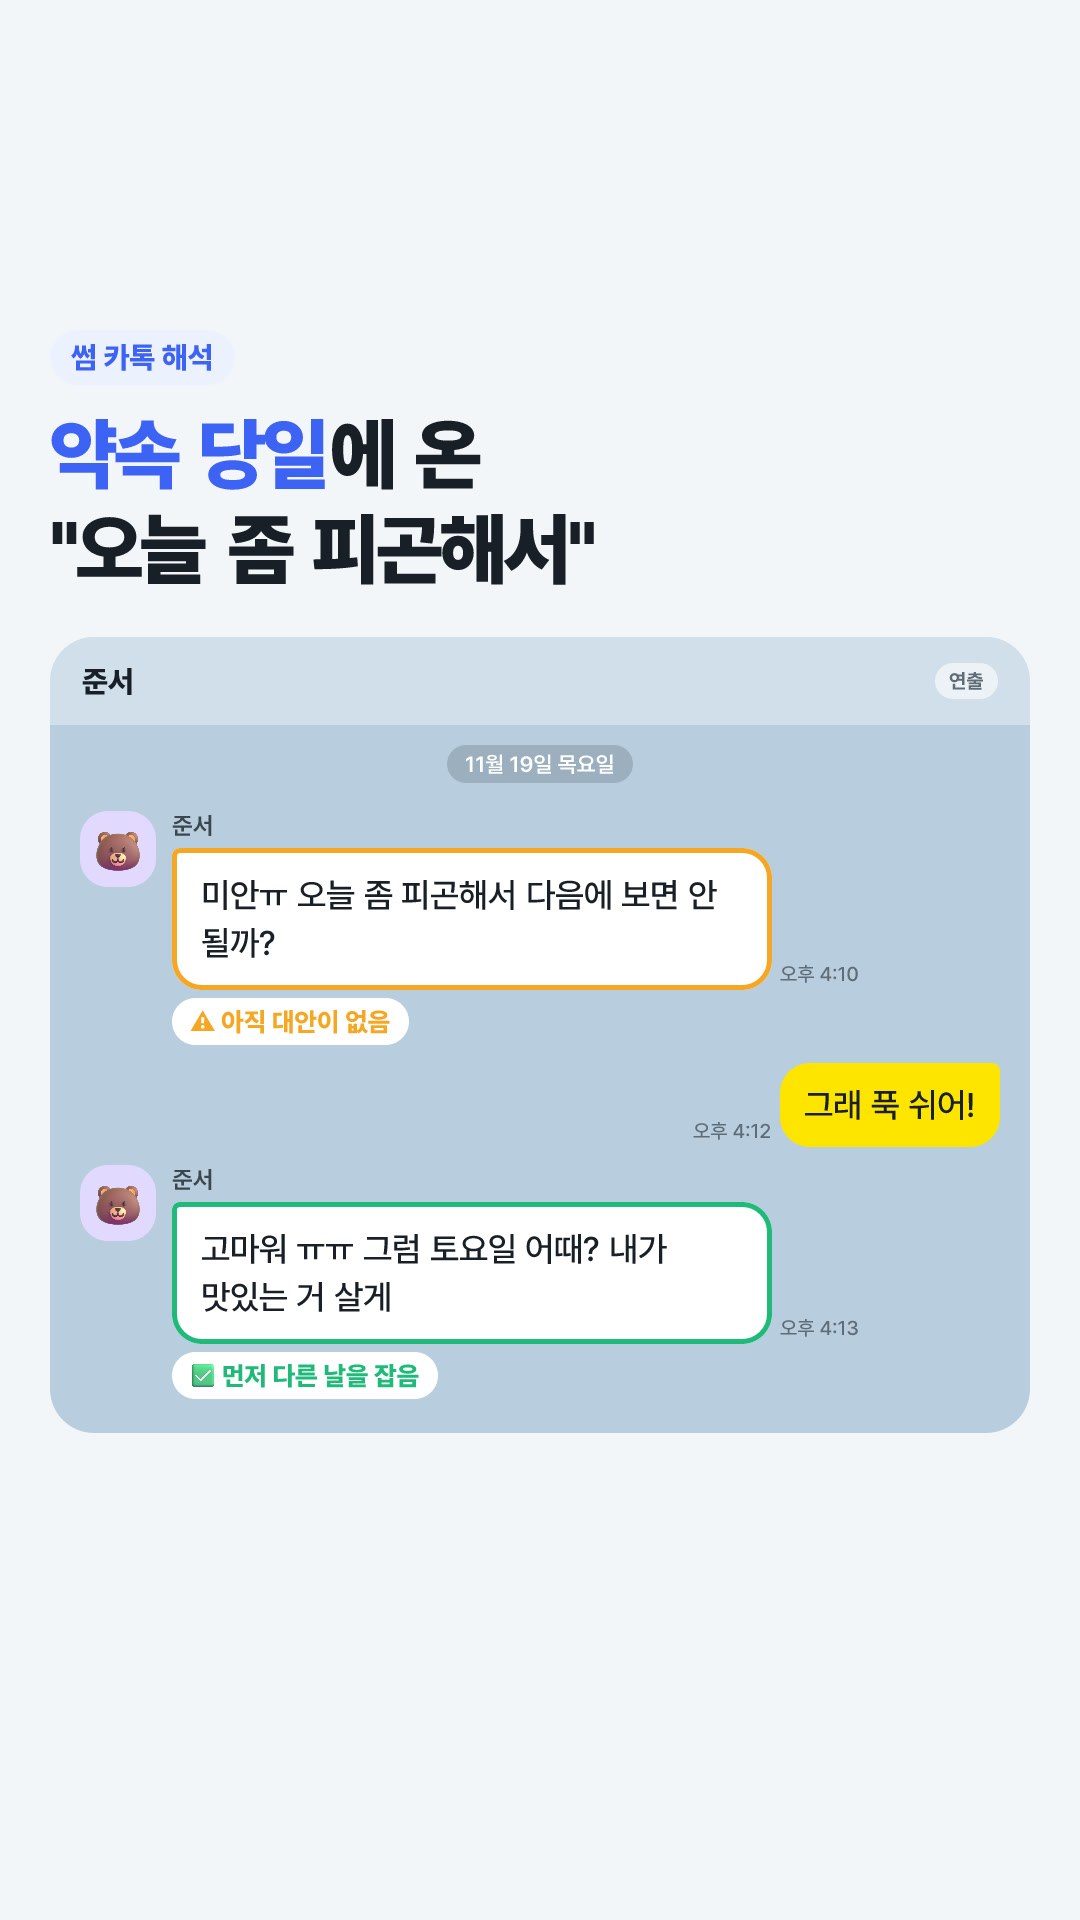 썸 카톡 해석
약속 당일에 온
"오늘 좀 피곤해서"
준서
연출
11월 19일 목요일
준서
미안ㅠ 오늘 좀 피곤해서 다음에 보면 안
될까?
오후 4:10
⚠ 아직 대안이 없음
그래 푹 쉬어!
오후 4:12
준서
고마워 ㅠㅠ 그럼 토요일 어때? 내가
맛있는 거 살게
오후 4:13
✅ 먼저 다른 날을 잡음